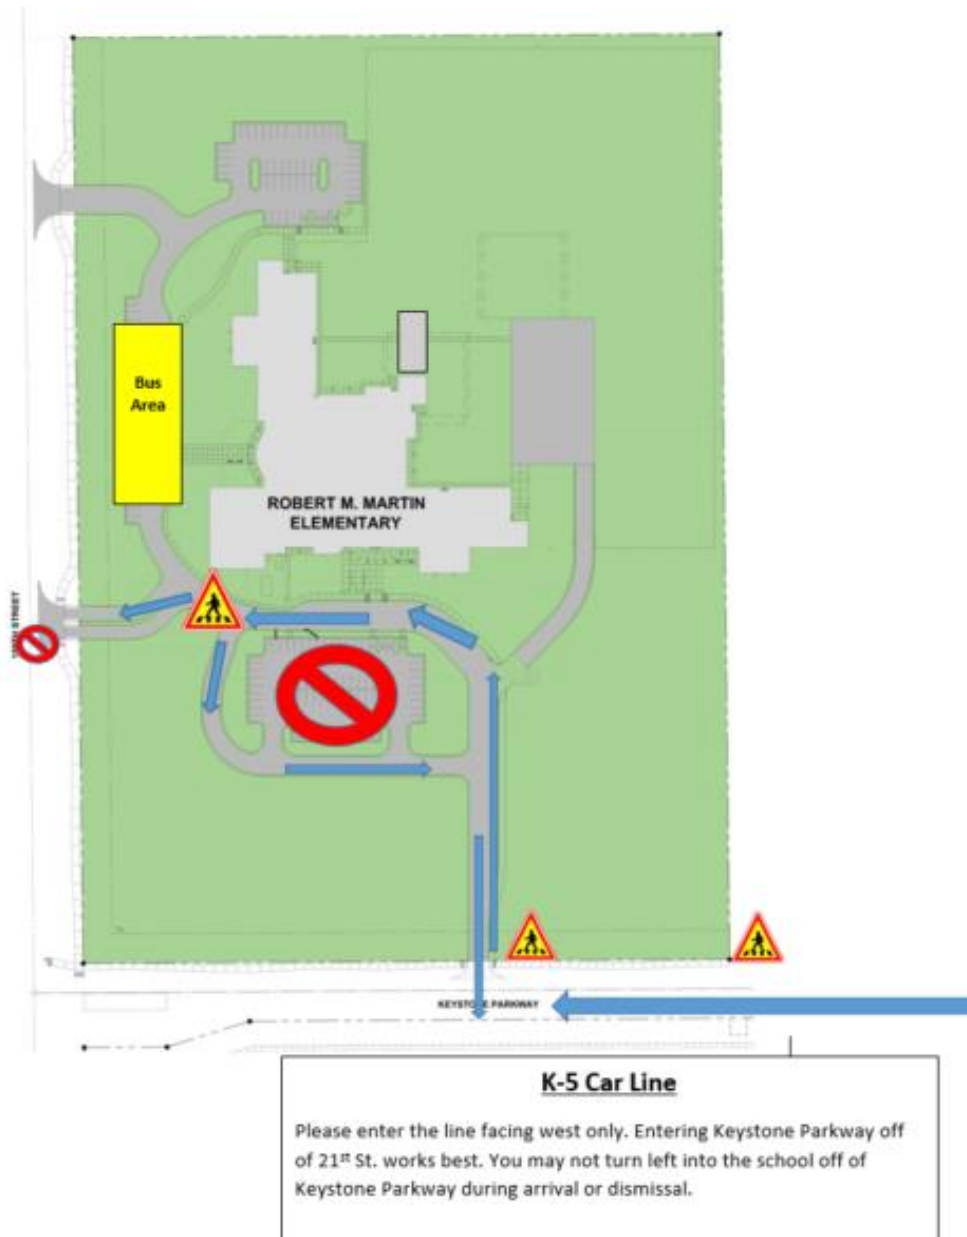 Bus
Area
ROBERT M. MARTIN
ELEMENTARY
STREET
KEYSTONE PARKWAY
K-5 Car Line
Please enter the line facing west only. Entering Keystone Parkway off
of 21st St. works best. You may not turn left into the school off of
Keystone Parkway during arrival or dismissal.